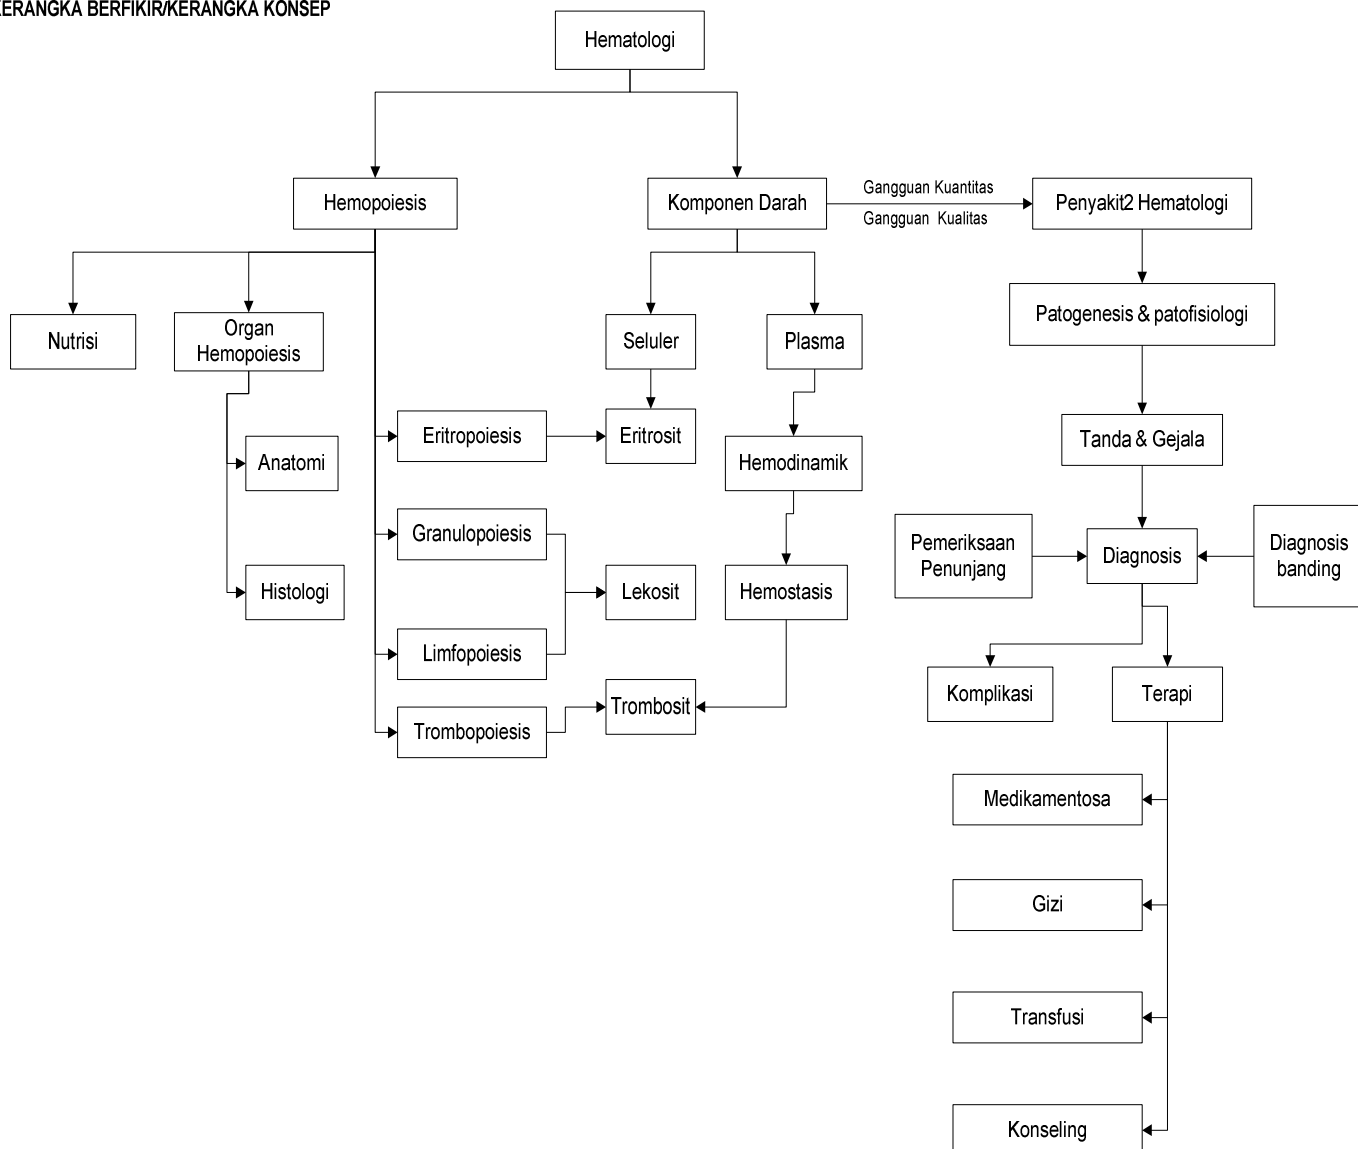 KERANGKA BERFIKIR/KERANGKA KONSEP
Hematologi
Hemopoiesis
Komponen Darah
Gangguan Kuantitas
Gangguan Kualitas
Penyakit2 Hematologi
Nutrisi
Organ
Hemopoiesis
Seluler
Plasma
Patogenesis & patofisiologi
Eritropoiesis
Eritrosit
Hemodinamik
Tanda & Gejala
Anatomi
Granulopoiesis
Pemeriksaan
Penunjang
Diagnosis
Diagnosis
banding
Histologi
Lekosit
Hemostasis
Limfopoiesis
Komplikasi
Terapi
Trombopoiesis
Trombosit
Medikamentosa
Gizi
Transfusi
Konseling